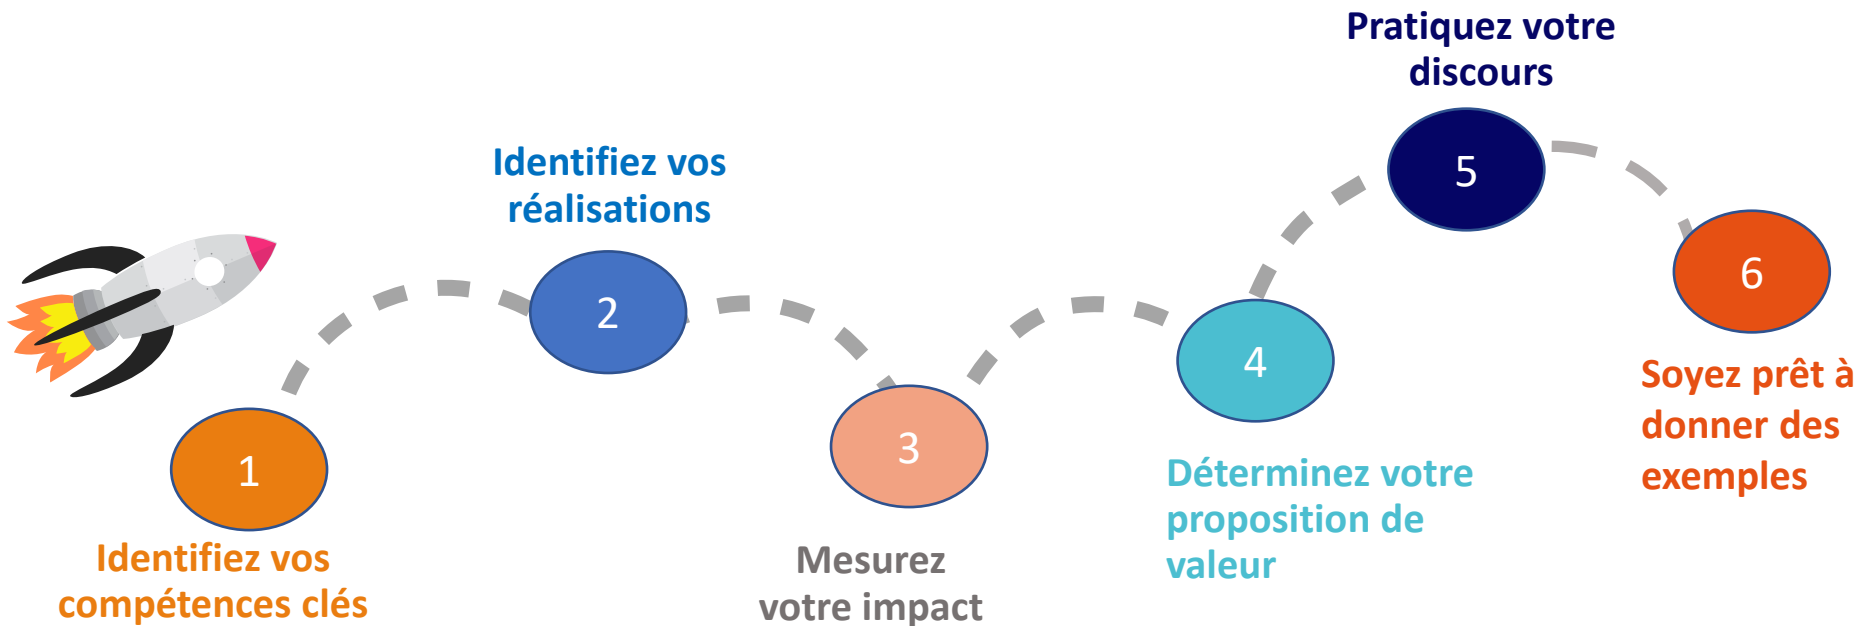 1
Identifiez vos
compétences clés
2
Identifiez vos
réalisations
3
Mesurez
votre impact
4
Déterminez votre
proposition de
valeur
5
Pratiquez votre
discours
6
Soyez prêt à
donner des
exemples